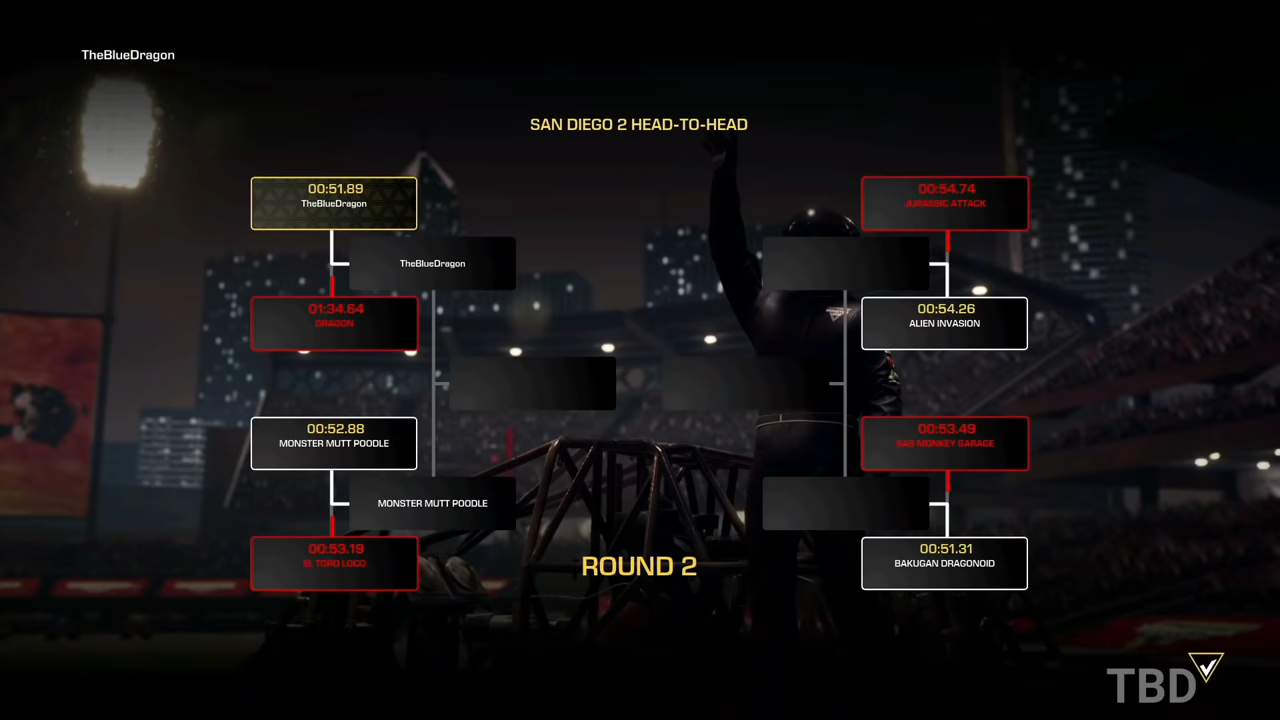 TheBlueDragon
SAN DIEGO 2 HEAD-TO-HEAD
00:51.89
TheBlueDragon
TheBlueDragon
01:34.64
DRAGON
00:52.88
MONSTER MUTT POODLE
MONSTER MUTT POODLE
00:53.19
EL TORO LOCO
00:54.74
JURASSIC ATTACK
00:54.26
ALIEN INVASION
00:53.49
GAS MONKEY GARAGE
00:51.31
BAKUGAN DRAGONOID
ROUND 2
TBD